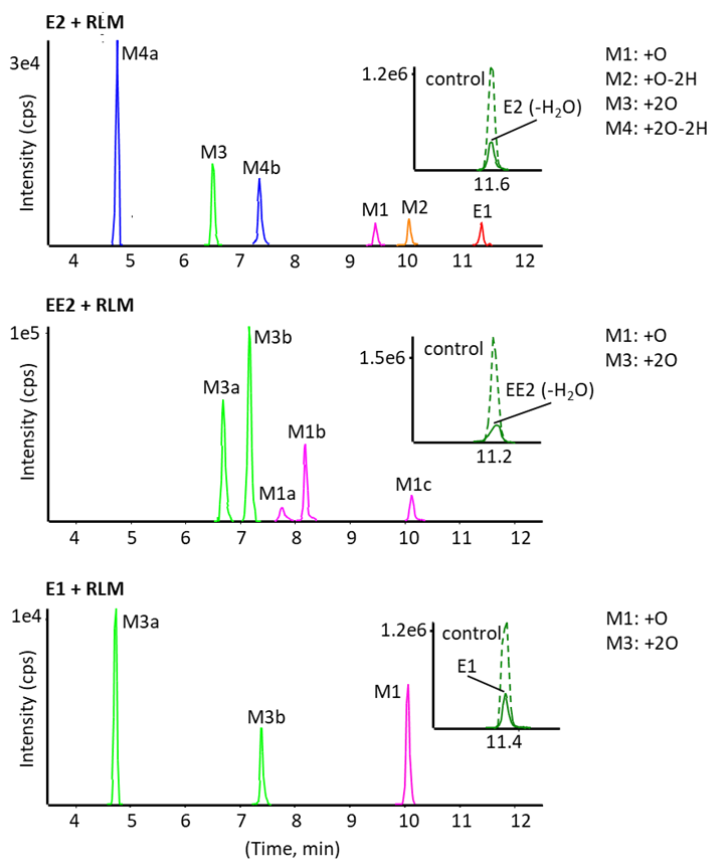 E2 + RLM
3e4
Intensity (cps)
M4a
M3
M4b
M1
M2
E1
1.2e6
control
E2 (-H₂O)
11.6
M1: +O
M2: +O-2H
M3: +2O
M4: +2O-2H
4 5 6 7 8 9 10 11 12
EE2 + RLM
1e5
Intensity (cps)
M3a
M3b
M1a
M1b
M1c
1.5e6
control
EE2 (-H₂O)
11.2
M1: +O
M3: +2O
4 5 6 7 8 9 10 11 12
E1 + RLM
1e4
Intensity (cps)
M3a
M3b
M1
1.2e6
control
E1
11.4
M1: +O
M3: +2O
4 5 6 7 8 9 10 11 12
(Time, min)